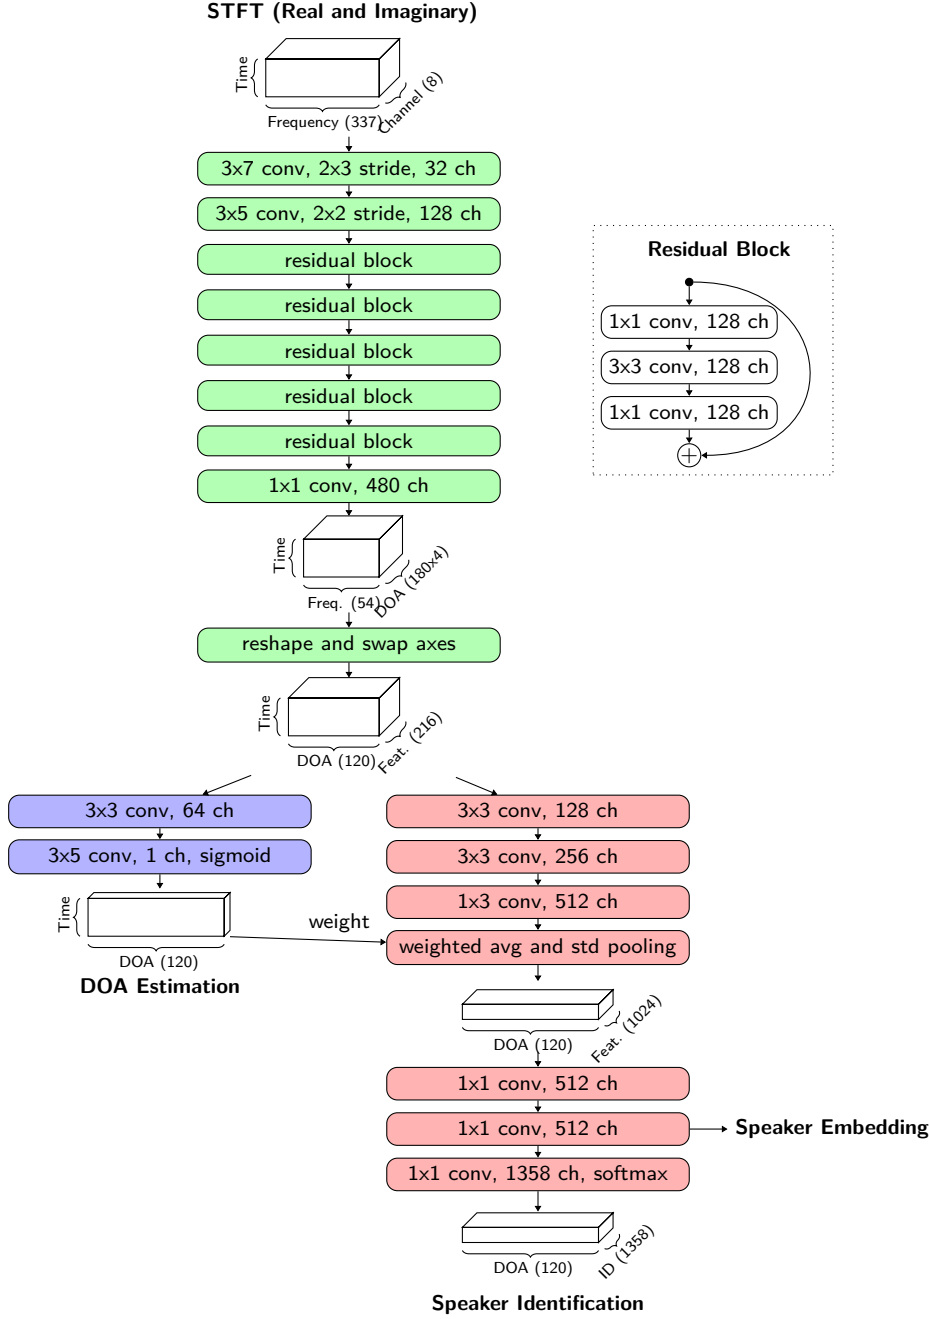 STFT (Real and Imaginary)
Time
Frequency (337)
Channel (8)
3x7 conv, 2x3 stride, 32 ch
3x5 conv, 2x2 stride, 128 ch
residual block
residual block
residual block
residual block
residual block
1x1 conv, 480 ch
Residual Block
1x1 conv, 128 ch
3x3 conv, 128 ch
1x1 conv, 128 ch
Time
Freq. (54)
DOA (180x4)
reshape and swap axes
Time
DOA (120)
Feat. (216)
3x3 conv, 64 ch
3x5 conv, 1 ch, sigmoid
Time
DOA (120)
DOA Estimation
weight
3x3 conv, 128 ch
3x3 conv, 256 ch
1x3 conv, 512 ch
weighted avg and std pooling
DOA (120)
Feat. (1024)
1x1 conv, 512 ch
1x1 conv, 512 ch
Speaker Embedding
1x1 conv, 1358 ch, softmax
DOA (120)
ID (1358)
Speaker Identification